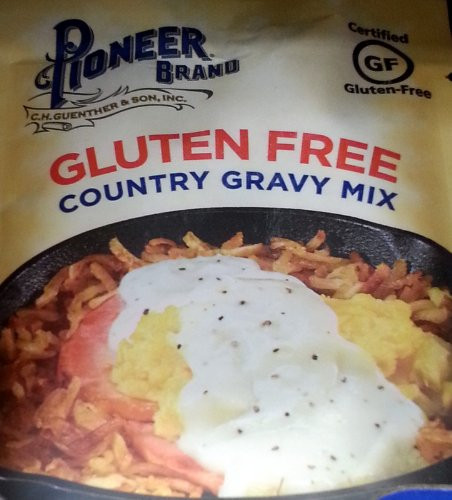 PIONEER
BRAND
C.H. GUENTHER & SON, INC.
Certified
GF
Gluten-Free
GLUTEN FREE
COUNTRY GRAVY MIX